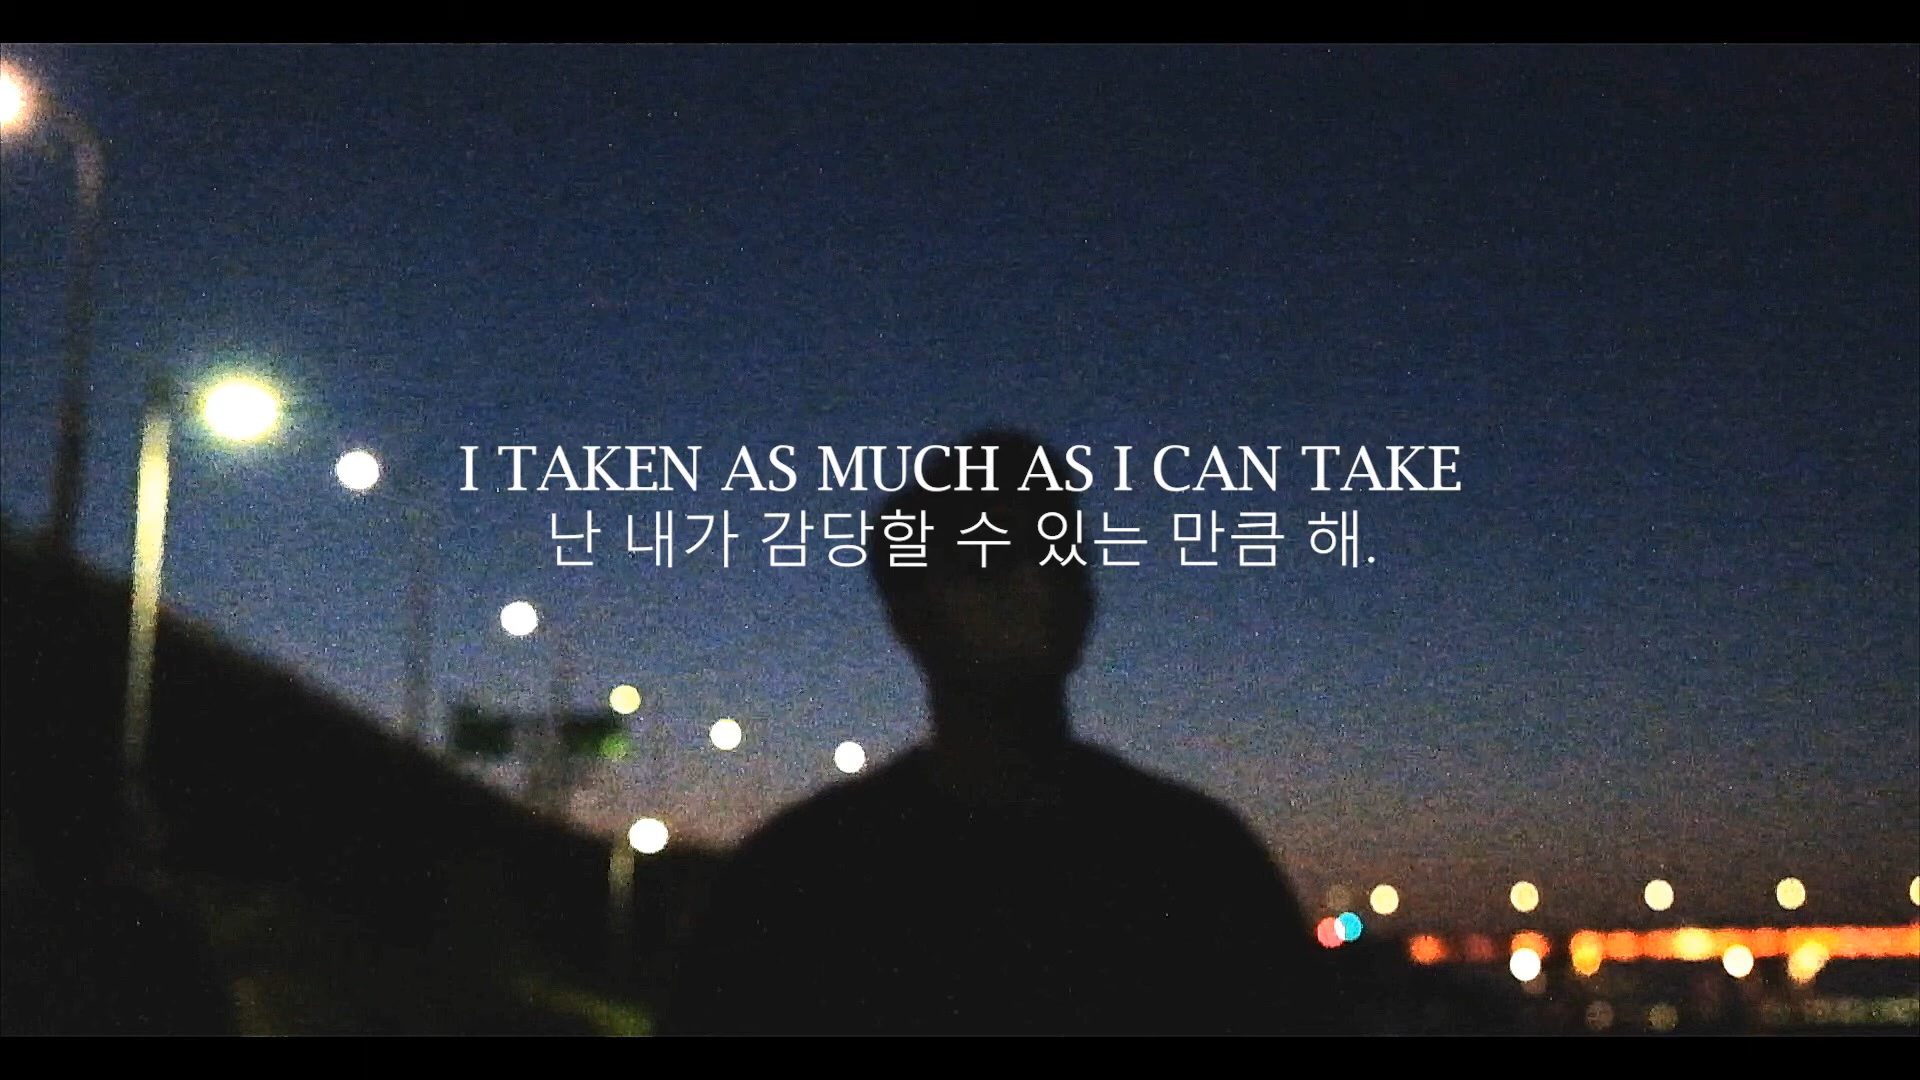 I TAKEN AS MUCH AS I CAN TAKE
난 내가 감당할 수 있는 만큼 해.